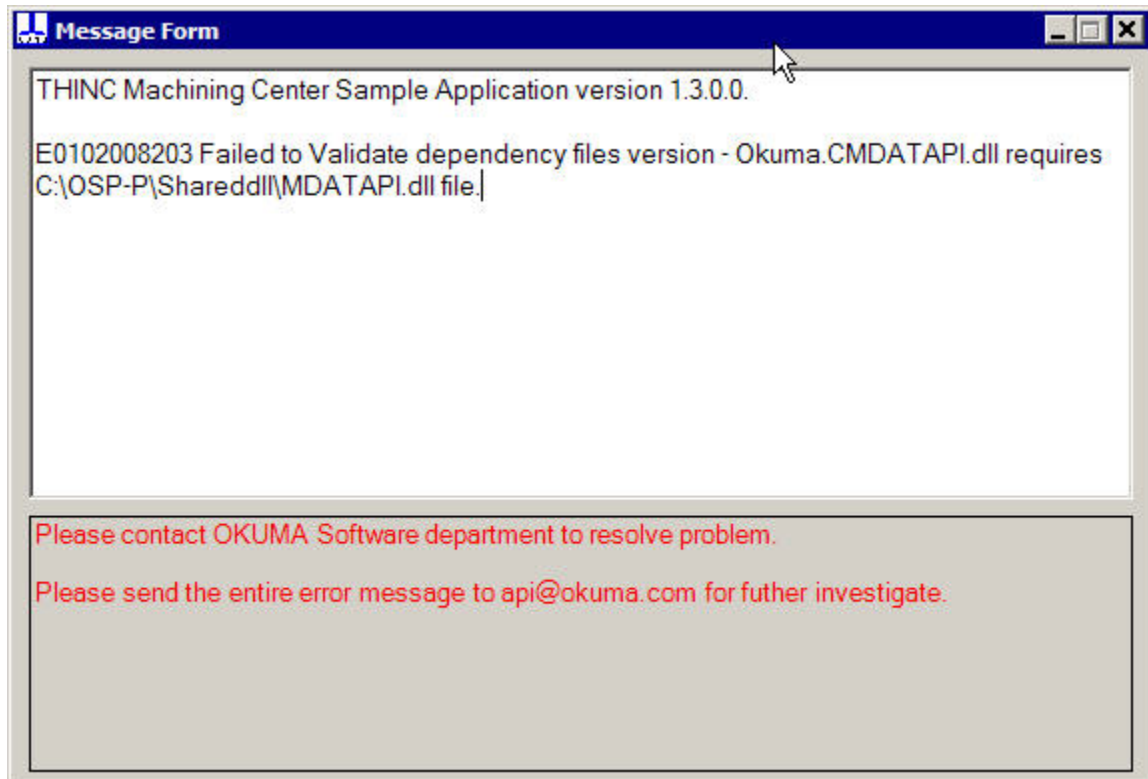 Message Form
THINC Machining Center Sample Application version 1.3.0.0.
E0102008203 Failed to Validate dependency files version - Okuma.CMDATAPI.dll requires
C:\OSP-P\Shareddll\MDATAPI.dll file.
Please contact OKUMA Software department to resolve problem.
Please send the entire error message to api@okuma.com for futher investigate.